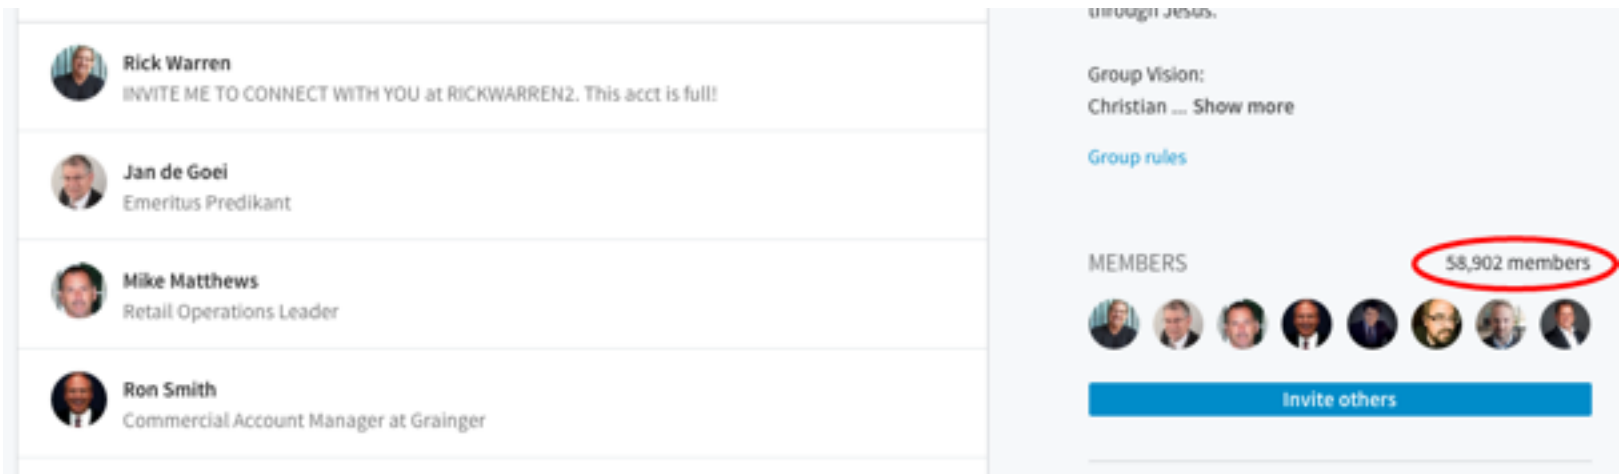 Rick Warren
INVITE ME TO CONNECT WITH YOU at RICKWARREN2. This acct is full!
Jan de Goei
Emeritus Predikant
Mike Matthews
Retail Operations Leader
Ron Smith
Commercial Account Manager at Grainger
through Jesus.
Group Vision:
Christian ... Show more
Group rules
MEMBERS 58,902 members
Invite others